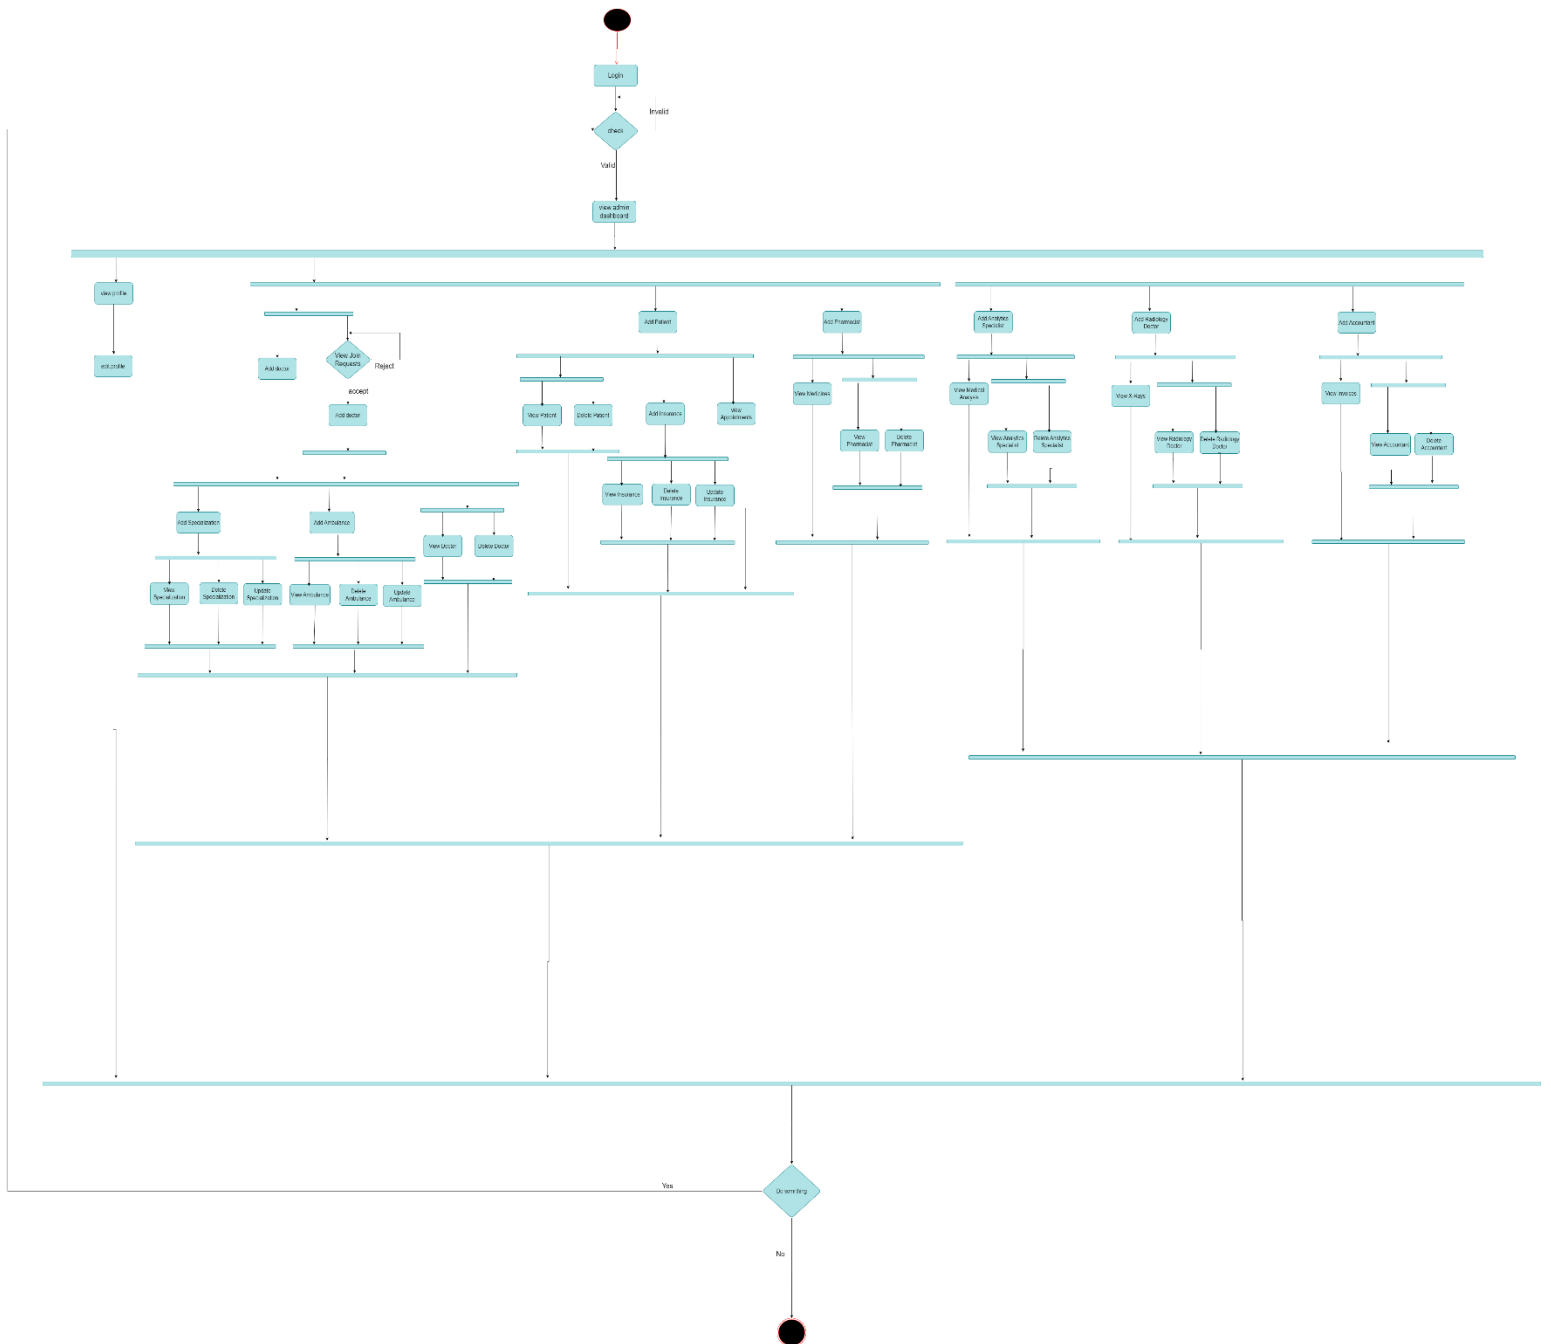 Login
Invalid
check
Valid
view admin
dashboard
view profile
edit profile
Add doctor
View Join
Requests
Reject
accept
Add doctor
Add Patient
View Patient
Delete Patient
Add Insurance
View
Appointments
View Insurance
Delete
Insurance
Update
Insurance
Add Pharmacist
View Medicines
View
Pharmacist
Delete
Pharmacist
Add Analytics
Specialist
View Medical
Analysis
View Analytics
Specialist
Delete Analytics
Specialist
Add Radiology
Doctor
View X-Rays
View Radiology
Doctor
Delete Radiology
Doctor
Add Accountant
View Invoices
View Accountant
Delete
Accountant
Add Specialization
View
Specialization
Delete
Specialization
Update
Specialization
Add Ambulance
View Ambulance
Delete
Ambulance
Update
Ambulance
View Doctor
Delete Doctor
Yes
No